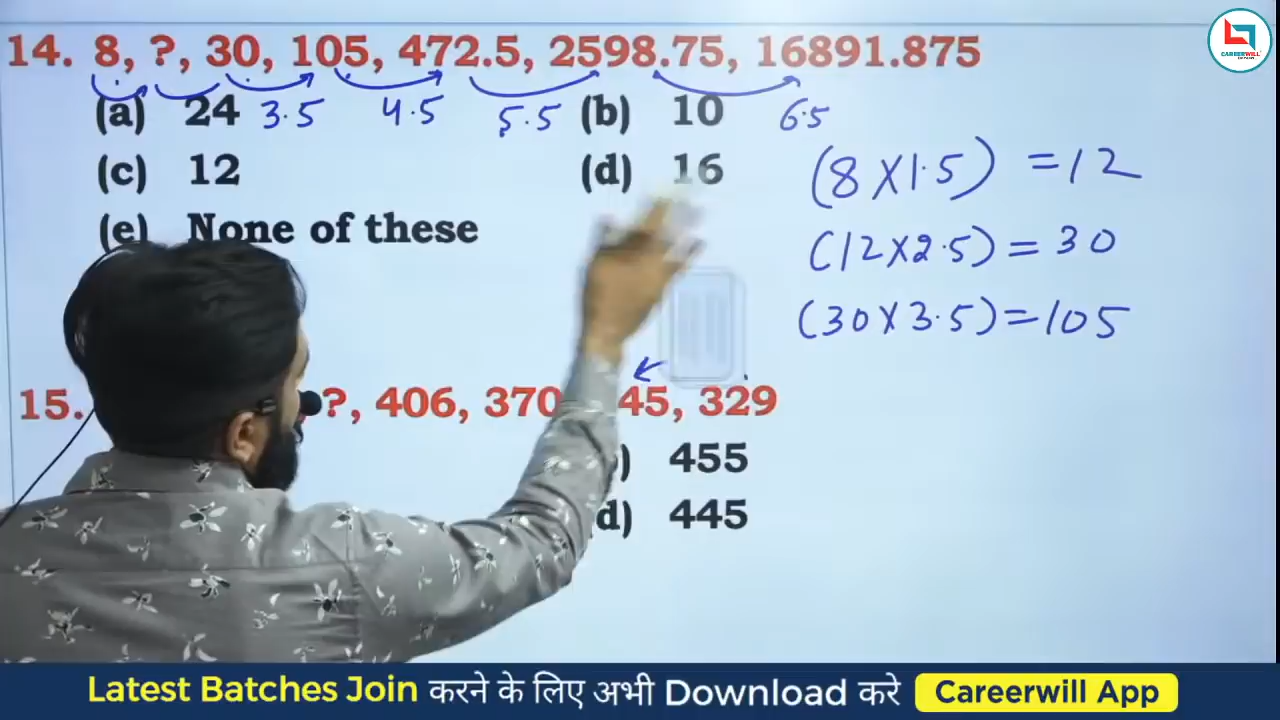 14. 8, ?, 30, 105, 472.5, 2598.75, 16891.875
(a) 24 3.5 4.5 5.5 (b) 10 6.5
(c) 12 (d) 16
(e) None of these
(8 X 1.5) = 12
(12 X 2.5) = 30
(30 X 3.5) = 105
15. ?, 406, 370 45, 329
) 455
d) 445
CAREERWILL
Latest Batches Join करने के लिए अभी Download करे Careerwill App